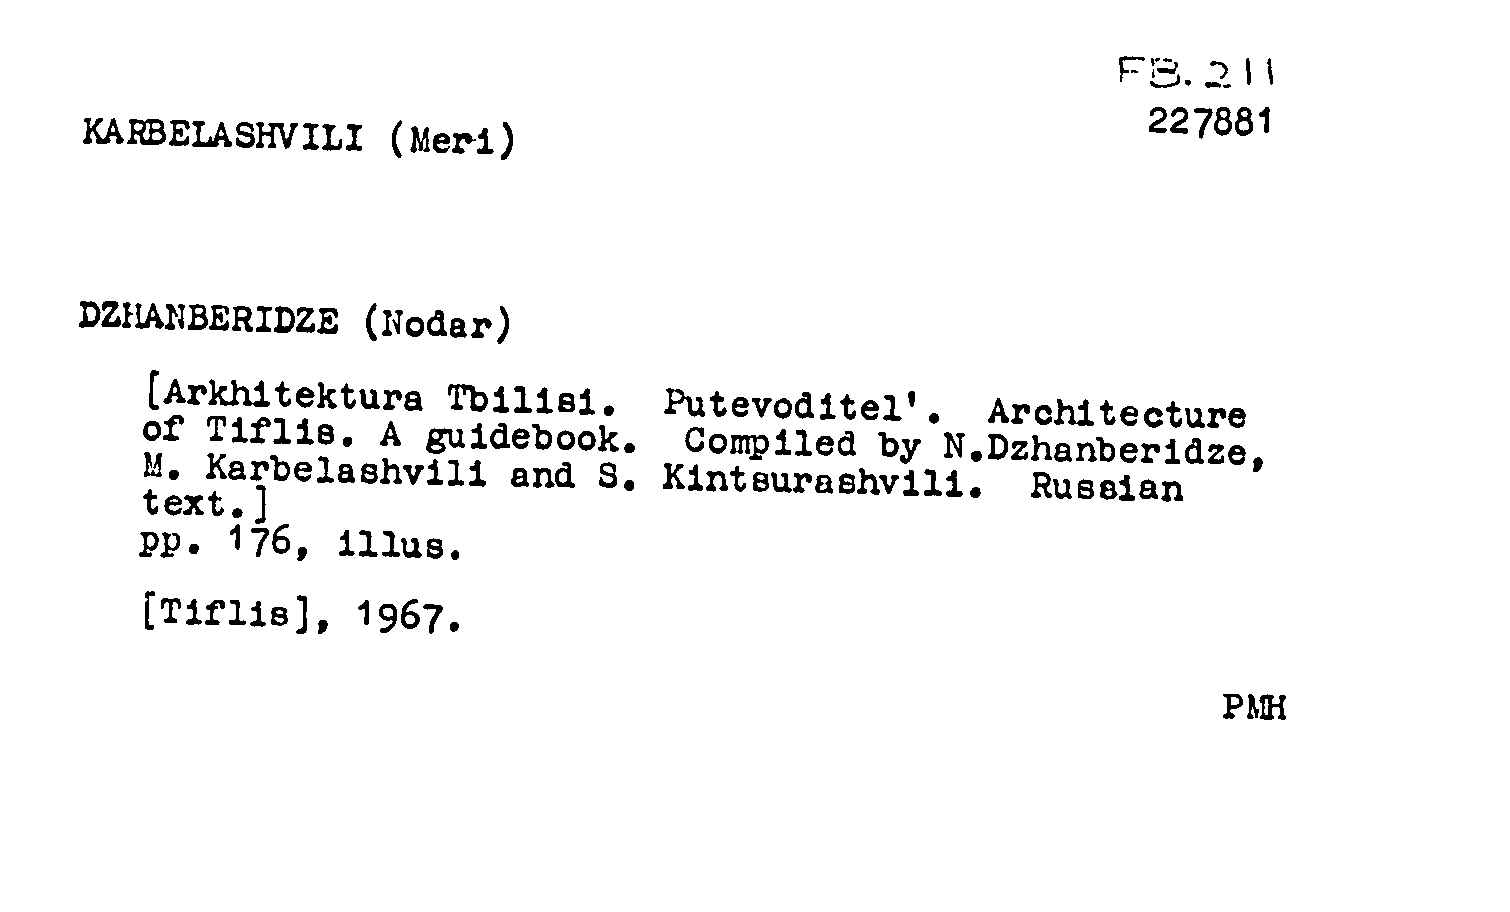 FB. 211
KARBELASHVILI (Meri)
227881
DZHANBERIDZE (Nodar)
[Arkhitektura Tbilisi. Putevoditel'. Architecture
of Tiflis. A guidebook. Compiled by N.Dzhanberidze,
M. Karbelashvili and S. Kintsurashvili. Russian
text.]
pp. 176, illus.
[Tiflis], 1967.
PMH